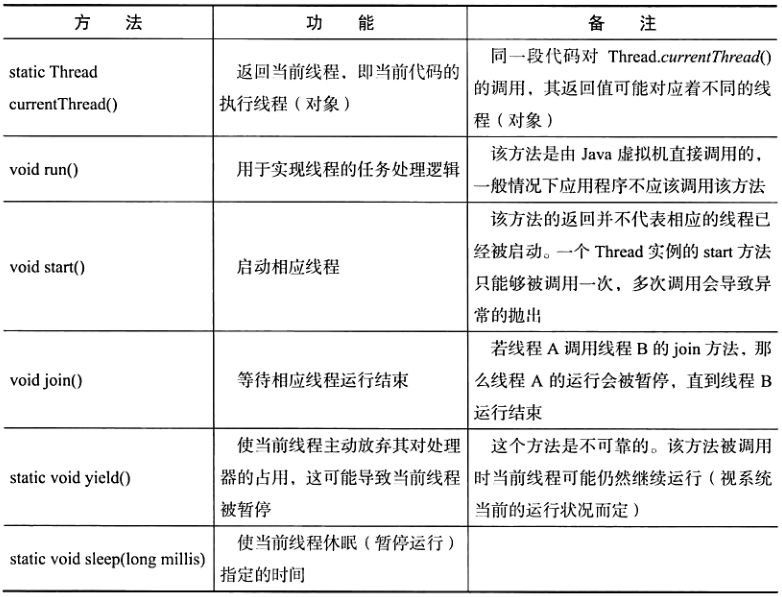 方 法 功 能 备 注
static Thread
currentThread()
返回当前线程，即当前代码的
执行线程（对象）
同一段代码对 Thread.currentThread()
的调用，其返回值可能对应着不同的线
程（对象）
void run()
用于实现线程的任务处理逻辑
该方法是由 Java 虚拟机直接调用的，
一般情况下应用程序不应该调用该方法
void start()
启动相应线程
该方法的返回并不代表相应的线程已
经被启动。一个 Thread 实例的 start 方法
只能够被调用一次，多次调用会导致异
常的抛出
void join()
等待相应线程运行结束
若线程 A 调用线程 B 的 join 方法，那
么线程 A 的运行会被暂停，直到线程 B
运行结束
static void yield()
使当前线程主动放弃其对处理
器的占用，这可能导致当前线程
被暂停
这个方法是不可靠的。该方法被调用
时当前线程可能仍然继续运行（视系统
当前的运行状况而定）
static void sleep(long millis)
使当前线程休眠（暂停运行）
指定的时间